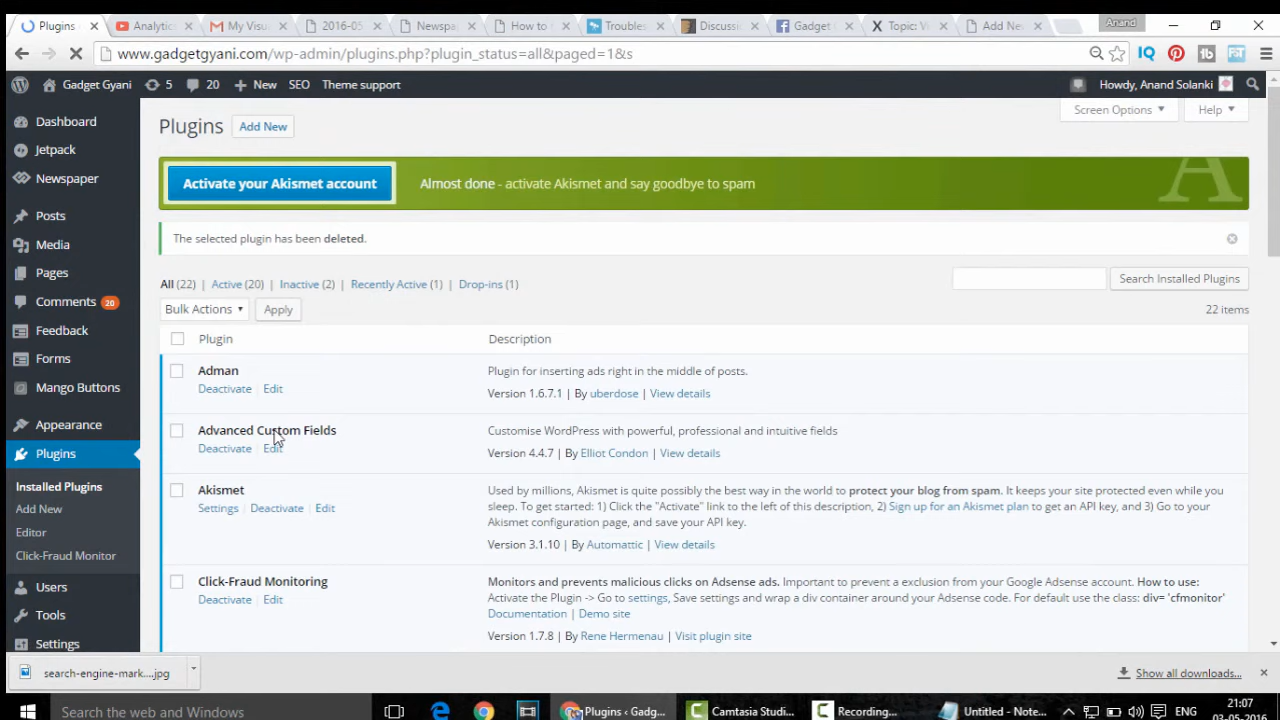 Plugins
Analytics
My Visu
2016-05
Newspap
How to
Troubles
Discussi
Gadget
Topic: V
Add Ne
Anand
www.gadgetgyani.com/wp-admin/plugins.php?plugin_status=all&paged=1&s
Gadget Gyani 5 20 New SEO Theme support Howdy, Anand Solanki
Screen Options Help
Dashboard
Jetpack
Newspaper
Posts
Media
Pages
Comments 20
Feedback
Forms
Mango Buttons
Appearance
Plugins
Installed Plugins
Add New
Editor
Click-Fraud Monitor
Users
Tools
Settings
Plugins Add New
Activate your Akismet account Almost done - activate Akismet and say goodbye to spam
The selected plugin has been deleted.
All (22) | Active (20) | Inactive (2) | Recently Active (1) | Drop-ins (1) Search Installed Plugins
Bulk Actions Apply 22 items
Plugin Description
Adman Plugin for inserting ads right in the middle of posts.
Deactivate | Edit Version 1.6.7.1 | By uberdose | View details
Advanced Custom Fields Customise WordPress with powerful, professional and intuitive fields
Deactivate | Edit Version 4.4.7 | By Elliot Condon | View details
Akismet Used by millions, Akismet is quite possibly the best way in the world to protect your blog from spam. It keeps your site protected even while you
Settings | Deactivate | Edit sleep. To get started: 1) Click the "Activate" link to the left of this description, 2) Sign up for an Akismet plan to get an API key, and 3) Go to your
Akismet configuration page, and save your API key.
Version 3.1.10 | By Automattic | View details
Click-Fraud Monitoring Monitors and prevents malicious clicks on Adsense ads. Important to prevent a exclusion from your Google Adsense account. How to use:
Deactivate | Edit Activate the Plugin -> Go to settings, Save settings and wrap a div container around your Adsense code. For default use the class: div= 'cfmonitor'
Documentation | Demo site
Version 1.7.8 | By Rene Hermenau | Visit plugin site
search-engine-mark....jpg Show all downloads...
Search the web and Windows Plugins ‹ Gadg... Camtasia Studi... Recording... Untitled - Note... ENG 21:07
03-05-2016